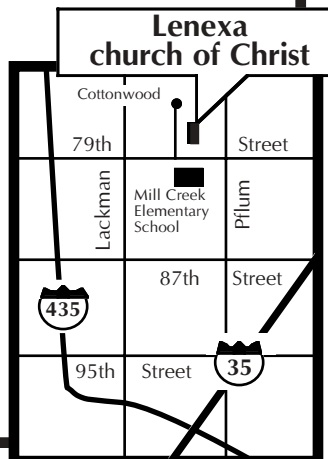 Lenexa
church of Christ
Cottonwood
79th Street
Lackman
Mill Creek
Elementary
School
Pflum
87th Street
435
35
95th Street